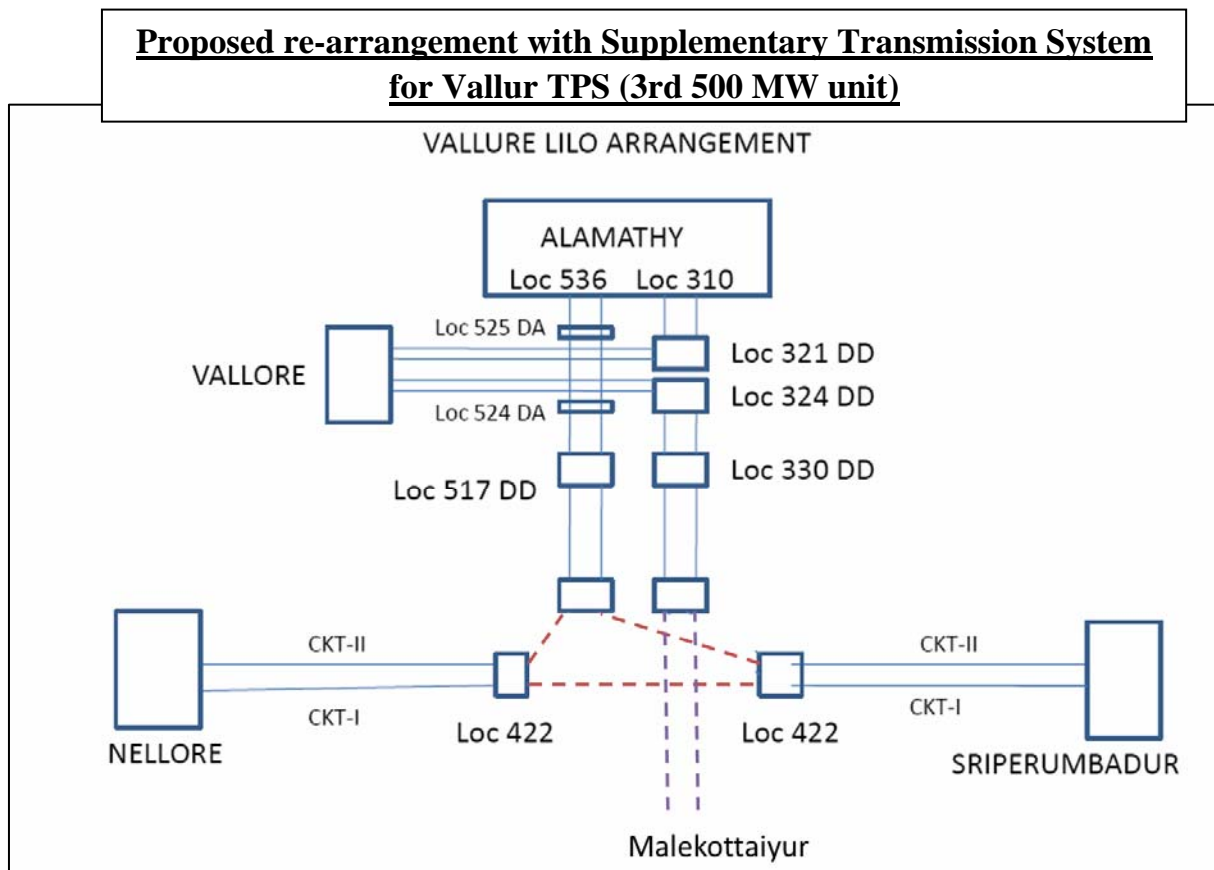 Proposed re-arrangement with Supplementary Transmission System
for Vallur TPS (3rd 500 MW unit)
VALLURE LILO ARRANGEMENT
ALAMATHY
Loc 536 Loc 310
Loc 525 DA
Loc 321 DD
VALLORE
Loc 324 DD
Loc 524 DA
Loc 330 DD
Loc 517 DD
CKT-II
CKT-II
CKT-I
CKT-I
Loc 422
Loc 422
NELLORE
SRIPERUMBADUR
Malekottaiyur